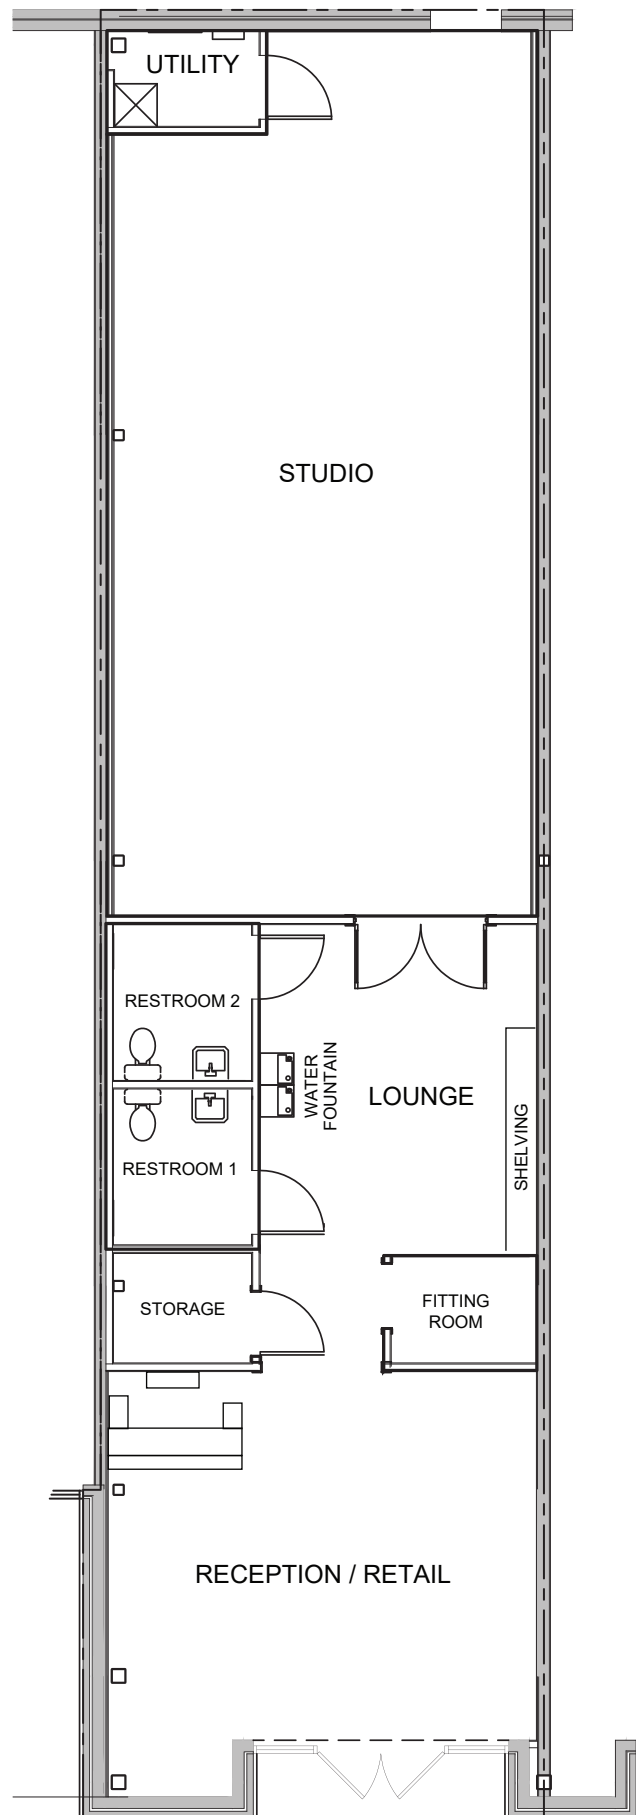 UTILITY
STUDIO
RESTROOM 2
WATER
FOUNTAIN
LOUNGE
SHELVING
RESTROOM 1
STORAGE
FITTING
ROOM
RECEPTION / RETAIL